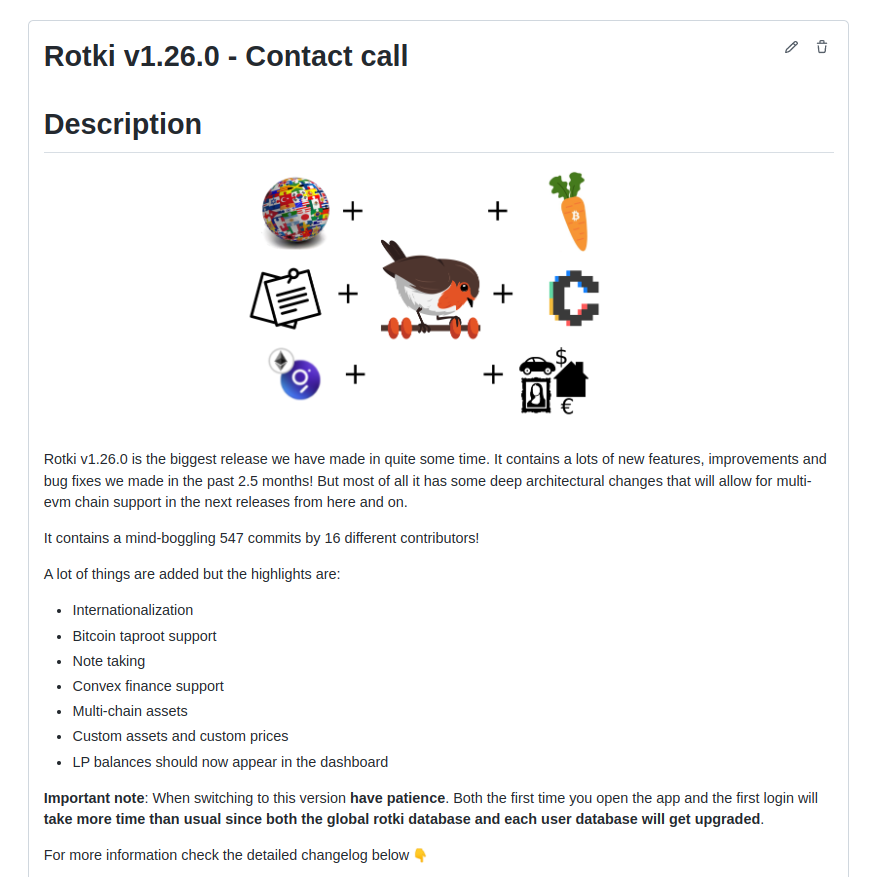 Rotki v1.26.0 - Contact call
Description
+ +
B
+ +
+ + $
€
Rotki v1.26.0 is the biggest release we have made in quite some time. It contains a lots of new features, improvements and
bug fixes we made in the past 2.5 months! But most of all it has some deep architectural changes that will allow for multi-
evm chain support in the next releases from here and on.
It contains a mind-boggling 547 commits by 16 different contributors!
A lot of things are added but the highlights are:
• Internationalization
• Bitcoin taproot support
• Note taking
• Convex finance support
• Multi-chain assets
• Custom assets and custom prices
• LP balances should now appear in the dashboard
Important note: When switching to this version have patience. Both the first time you open the app and the first login will
take more time than usual since both the global rotki database and each user database will get upgraded.
For more information check the detailed changelog below 👇